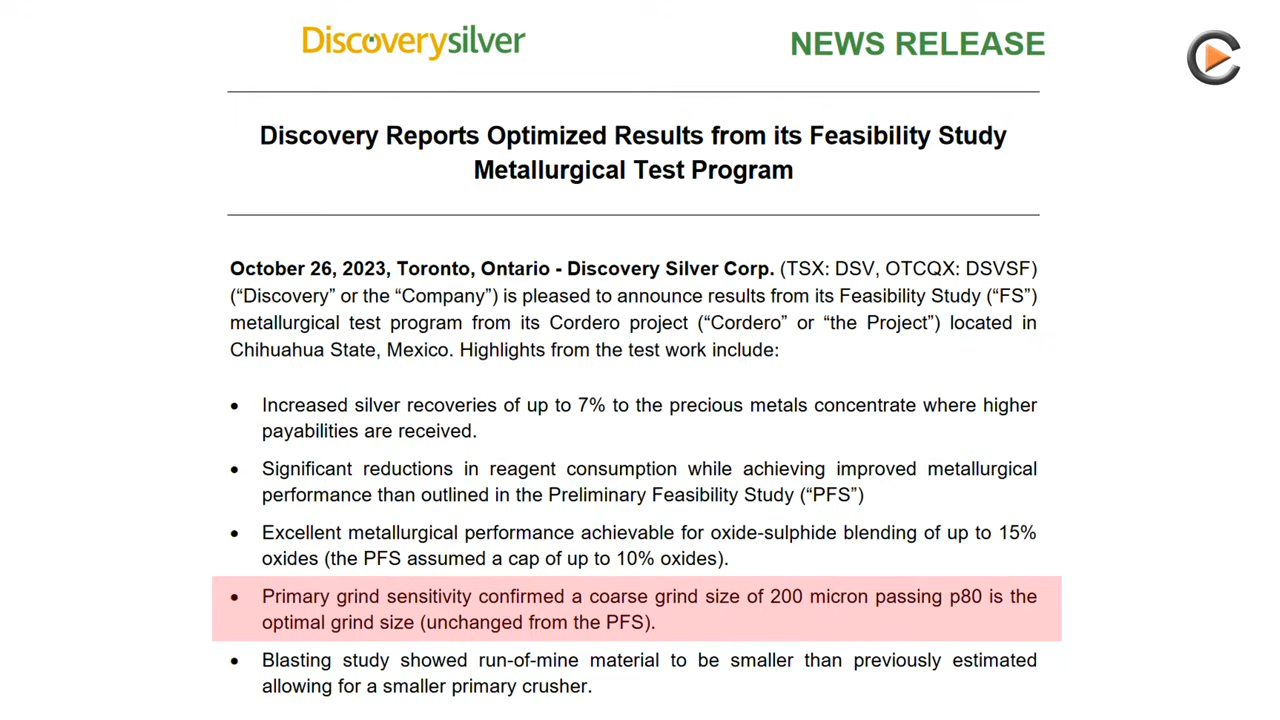 Discoverysilver
NEWS RELEASE
Discovery Reports Optimized Results from its Feasibility Study
Metallurgical Test Program
October 26, 2023, Toronto, Ontario - Discovery Silver Corp. (TSX: DSV, OTCQX: DSVSF)
(“Discovery” or the “Company”) is pleased to announce results from its Feasibility Study (“FS”)
metallurgical test program from its Cordero project (“Cordero” or “the Project”) located in
Chihuahua State, Mexico. Highlights from the test work include:
• Increased silver recoveries of up to 7% to the precious metals concentrate where higher
payabilities are received.
• Significant reductions in reagent consumption while achieving improved metallurgical
performance than outlined in the Preliminary Feasibility Study (“PFS”)
• Excellent metallurgical performance achievable for oxide-sulphide blending of up to 15%
oxides (the PFS assumed a cap of up to 10% oxides).
• Primary grind sensitivity confirmed a coarse grind size of 200 micron passing p80 is the
optimal grind size (unchanged from the PFS).
• Blasting study showed run-of-mine material to be smaller than previously estimated
allowing for a smaller primary crusher.